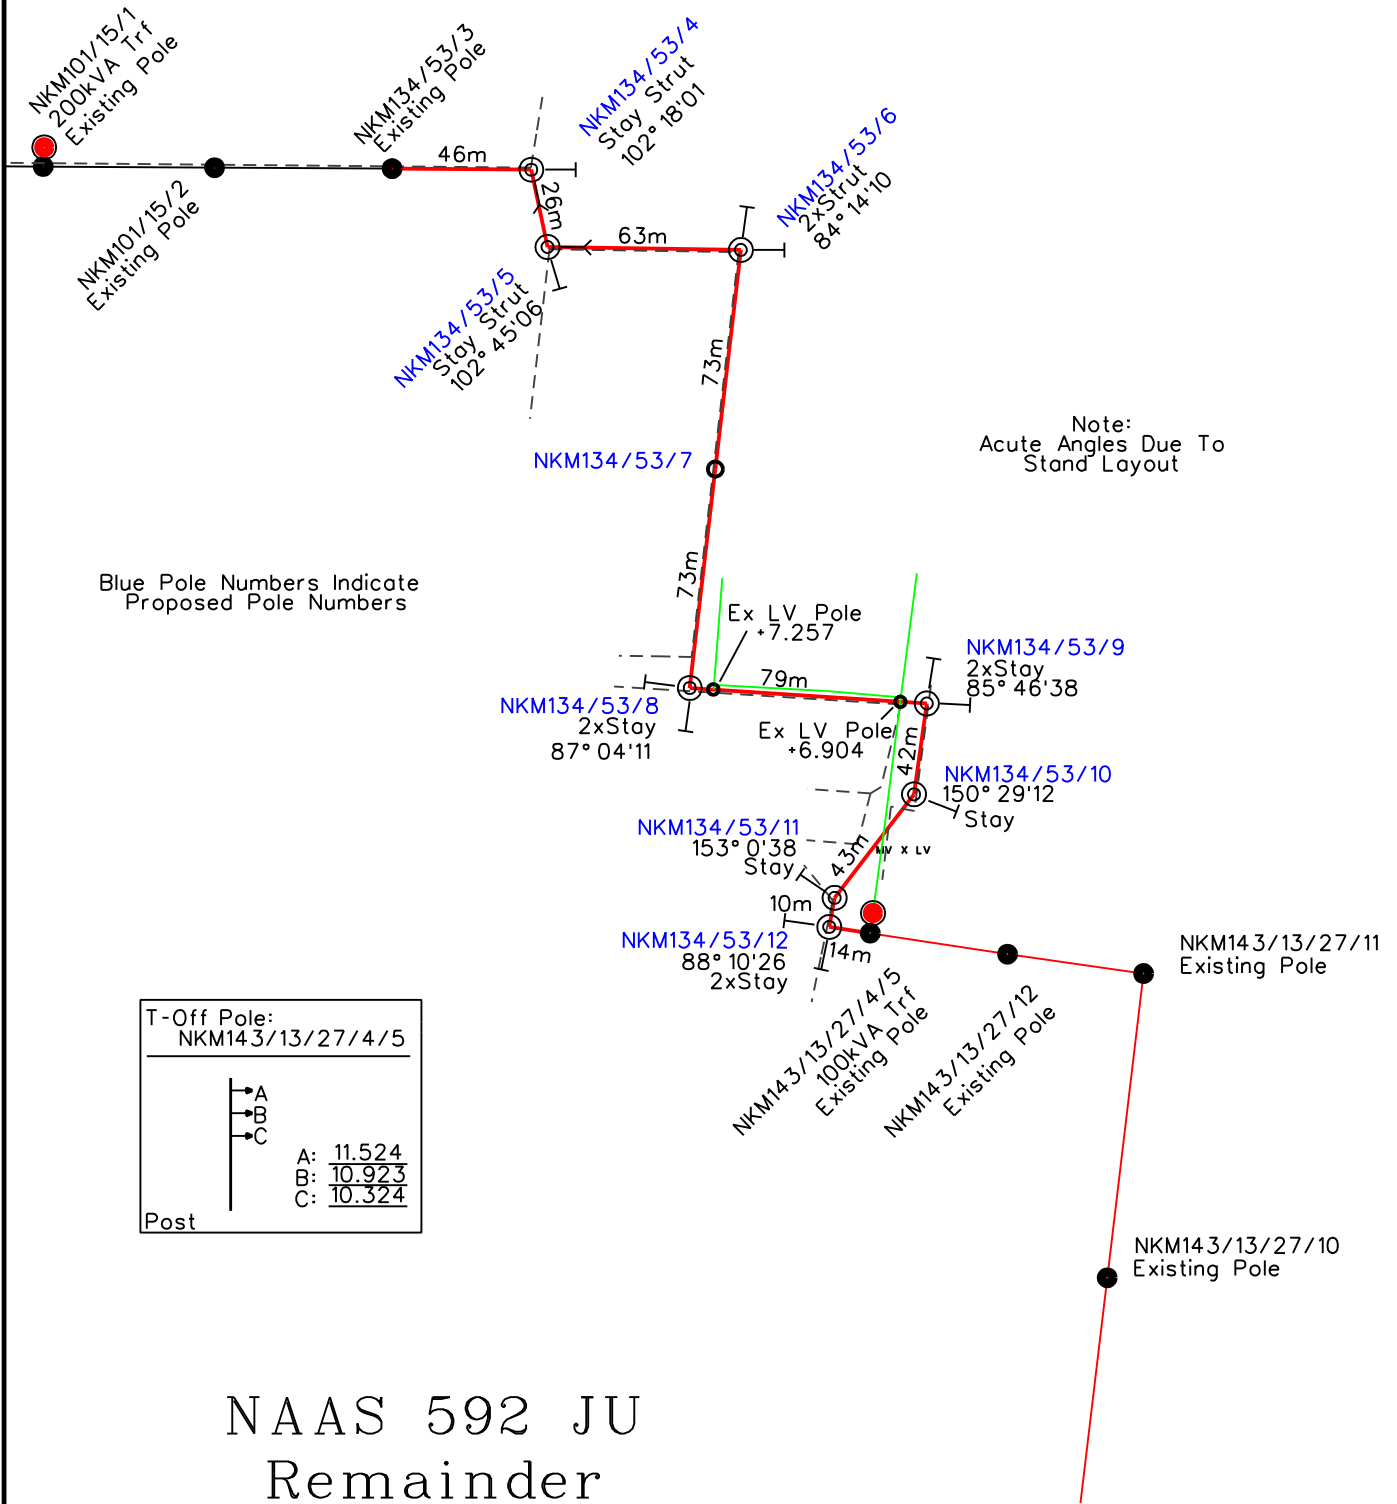 NKM101/15/1
200kVA Trf
Existing Pole
NKM134/53/3
Existing Pole
NKM134/53/4
Stay Strut
102° 18'01
NKM134/53/6
2xStrut
84° 14'10
46m
26m
63m
NKM101/15/2
Existing Pole
NKM134/53/5
Stay Strut
102° 45'06
73m
Note:
Acute Angles Due To
Stand Layout
NKM134/53/7
Blue Pole Numbers Indicate
Proposed Pole Numbers
73m
Ex LV Pole
+7.257
NKM134/53/9
2xStay
85° 46'38
79m
NKM134/53/8
2xStay
87° 04'11
Ex LV Pole
+6.904
42m
NKM134/53/10
150° 29'12
Stay
NKM134/53/11
153° 0'38
Stay
43m
MV X LV
10m
NKM134/53/12
88° 10'26
2xStay
14m
NKM143/13/27/11
Existing Pole
NKM143/13/27/4/5
100kVA Trf
Existing Pole
NKM143/13/27/12
Existing Pole
T-Off Pole:
NKM143/13/27/4/5
A
B
C
A: 11.524
B: 10.923
C: 10.324
Post
NKM143/13/27/10
Existing Pole
NAAS 592 JU
Remainder